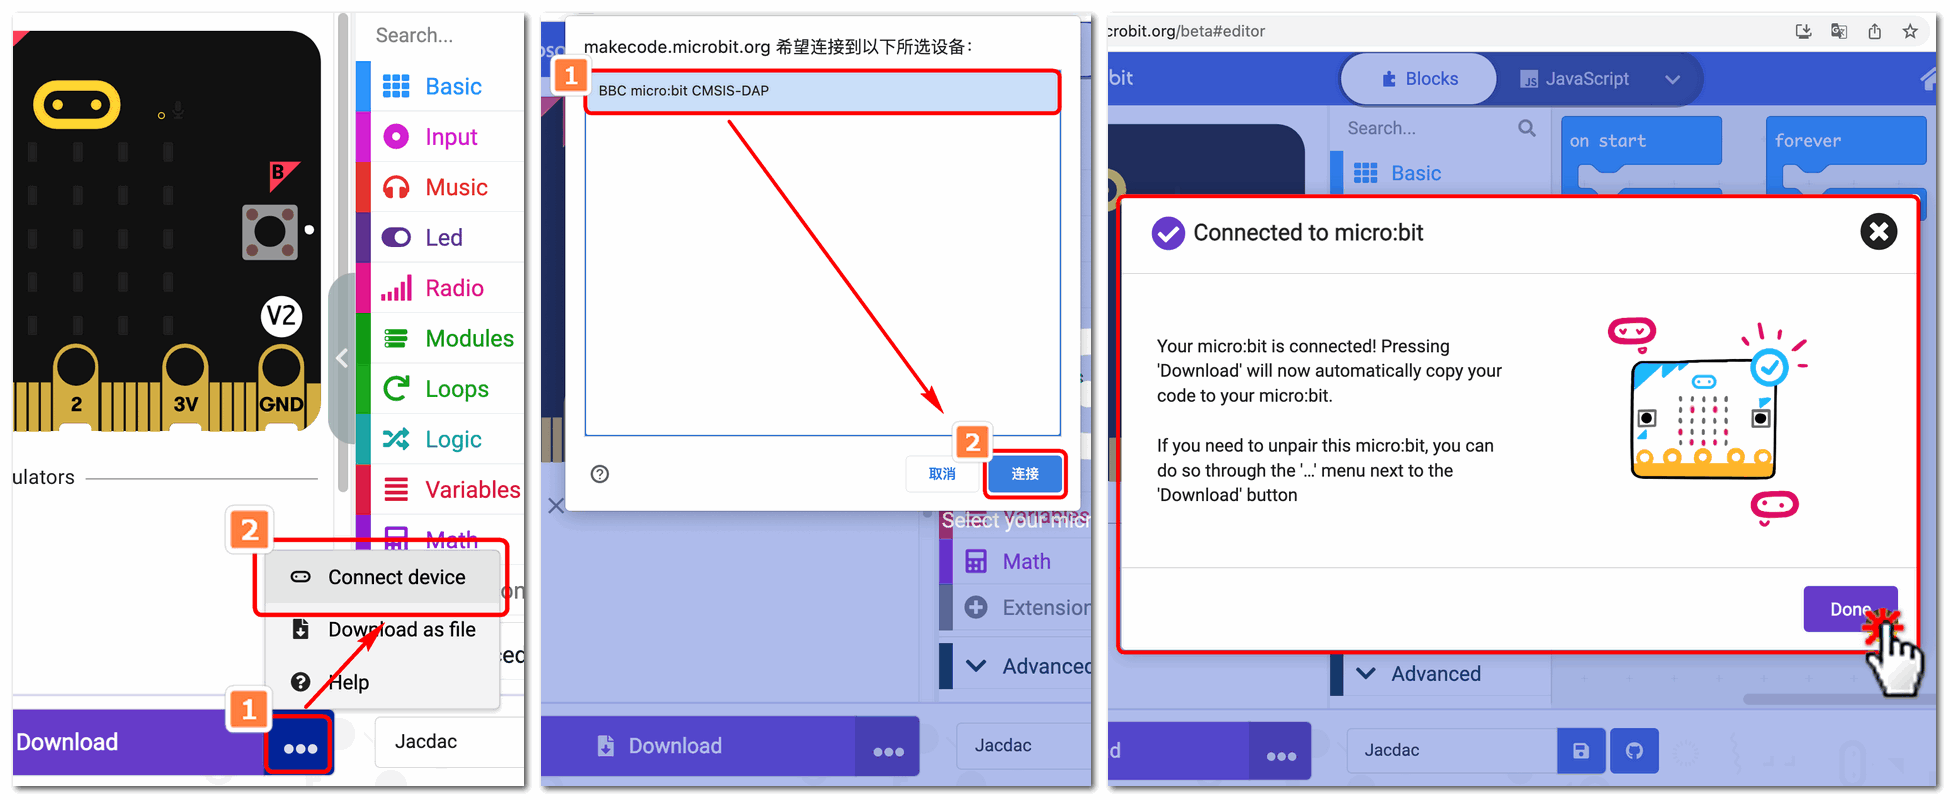 B
V2
2
3V
GND
ulators
2
Connect device
Download as file
Help
1
Download
Search...
Basic
Input
Music
Led
Radio
Modules
Loops
Logic
Variables
Math
Jacdac
makecode.microbit.org 希望连接到以下所选设备：
1
BBC micro:bit CMSIS-DAP
2
取消
连接
Select your micr
Variables
Math
Extension
Advanced
Download
Jacdac
crobit.org/beta#editor
bit
Blocks
JS
JavaScript
Search...
Basic
on start
forever
Connected to micro:bit
Your micro:bit is connected! Pressing
'Download' will now automatically copy your
code to your micro:bit.
If you need to unpair this micro:bit, you can
do so through the '...' menu next to the
'Download' button
Done
Advanced
d
Jacdac